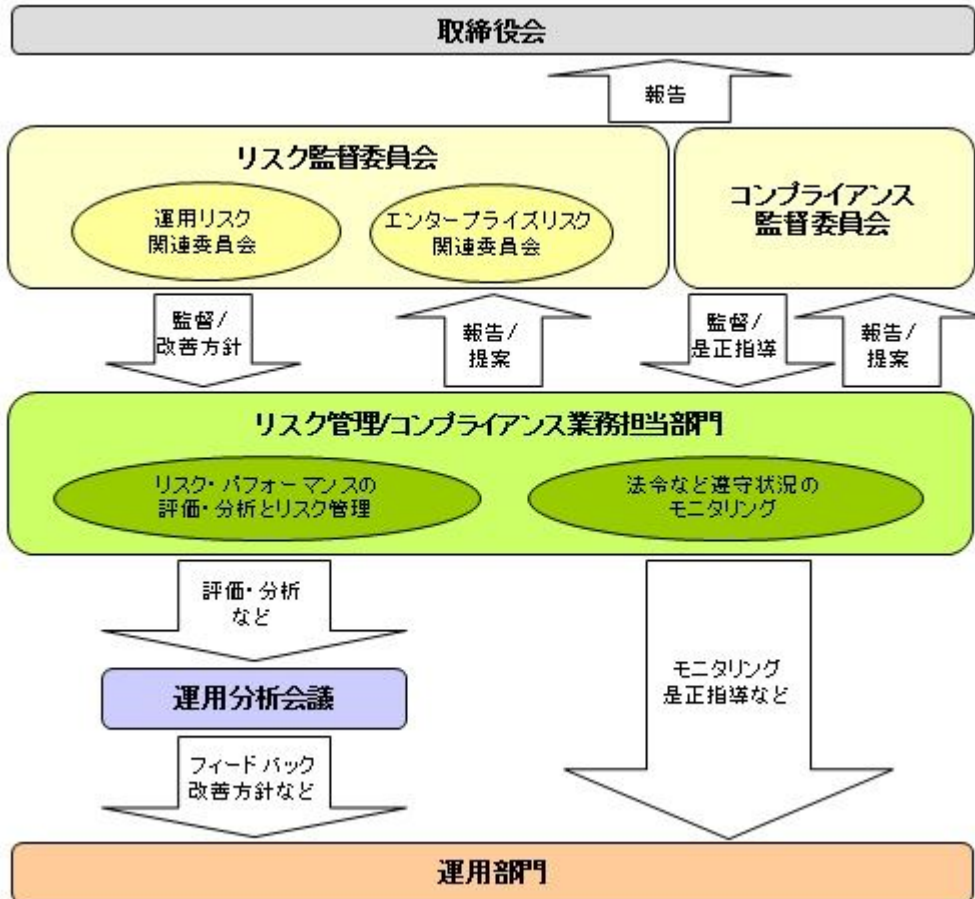 取締役会
報告
リスク監督委員会
運用リスク
関連委員会
エンタープライズリスク
関連委員会
コンプライアンス
監督委員会
監督/
改善方針
報告/
提案
監督/
是正指導
報告/
提案
リスク管理/コンプライアンス業務担当部門
リスク・パフォーマンスの
評価・分析とリスク管理
法令など遵守状況の
モニタリング
評価・分析
など
運用分析会議
モニタリング
是正指導など
フィードバック
改善方針など
運用部門